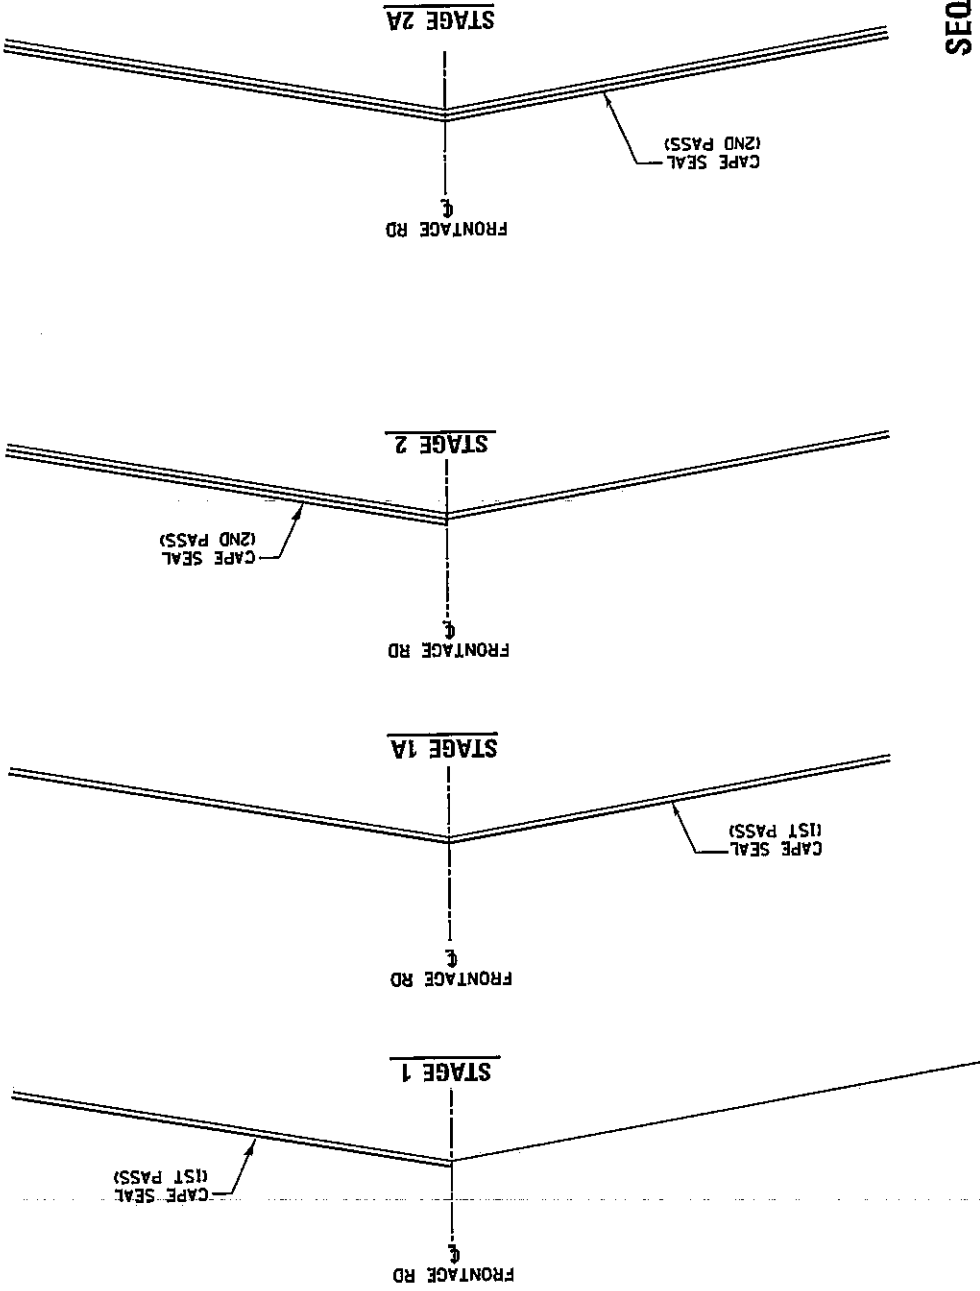 FRONTAGE RD
℄
CAPE SEAL
(1ST PASS)
STAGE 1
FRONTAGE RD
℄
CAPE SEAL
(1ST PASS)
STAGE 1A
FRONTAGE RD
℄
CAPE SEAL
(2ND PASS)
STAGE 2
FRONTAGE RD
℄
CAPE SEAL
(2ND PASS)
STAGE 2A
SEQ